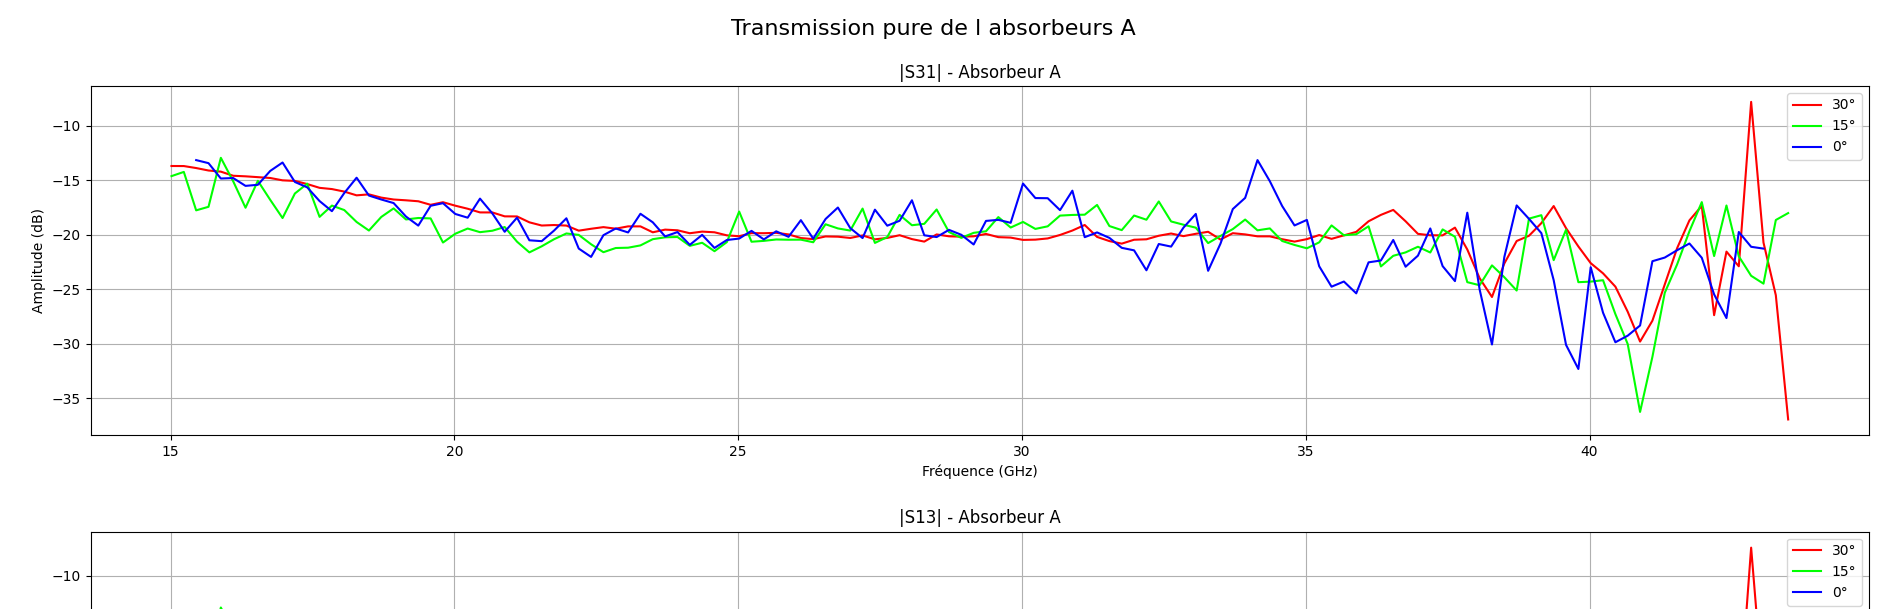 Transmission pure de l absorbeurs A
|S31| - Absorbeur A
30°
15°
0°
−10
−15
−20
−25
−30
−35
Amplitude (dB)
15 20 25 30 35 40
Fréquence (GHz)
|S13| - Absorbeur A
30°
15°
0°
−10